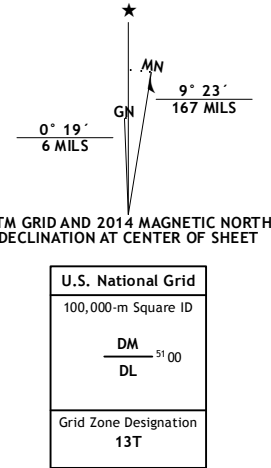 ★
MN
GN
9° 23´
167 MILS
0° 19´
6 MILS
TM GRID AND 2014 MAGNETIC NORTH
DECLINATION AT CENTER OF SHEET
U.S. National Grid
100,000-m Square ID
DM
51 00
DL
Grid Zone Designation
13T